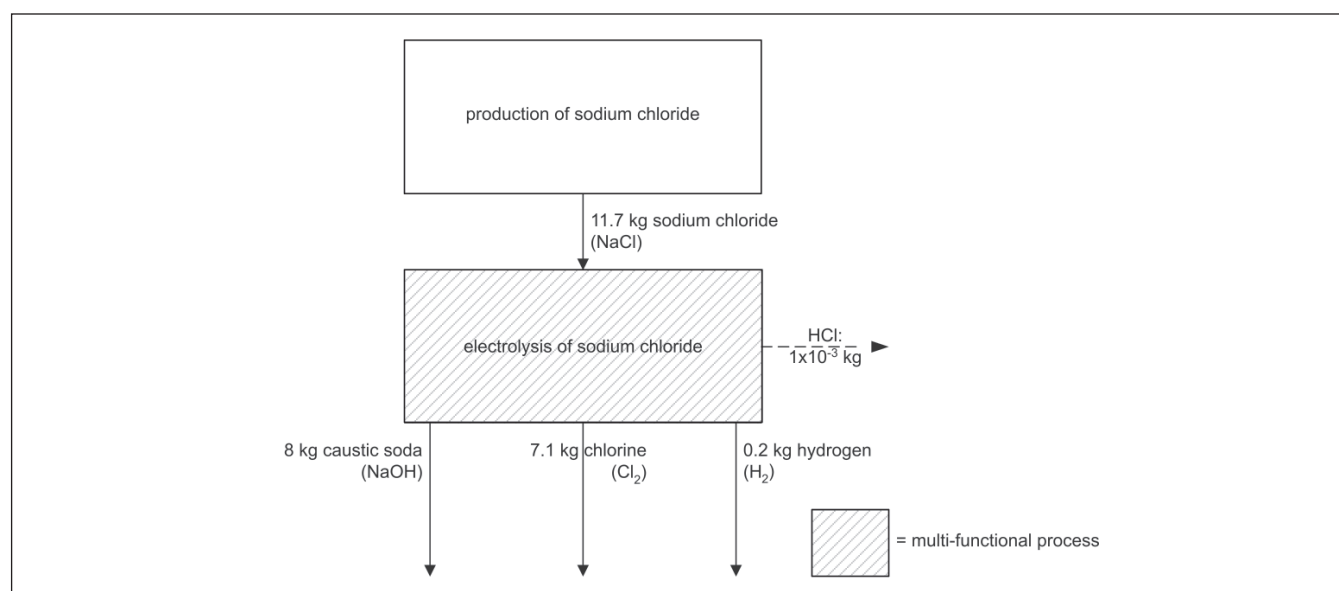 production of sodium chloride
11.7 kg sodium chloride
(NaCl)
electrolysis of sodium chloride
HCl:
1x10⁻³ kg
8 kg caustic soda
(NaOH)
7.1 kg chlorine
(Cl₂)
0.2 kg hydrogen
(H₂)
= multi-functional process